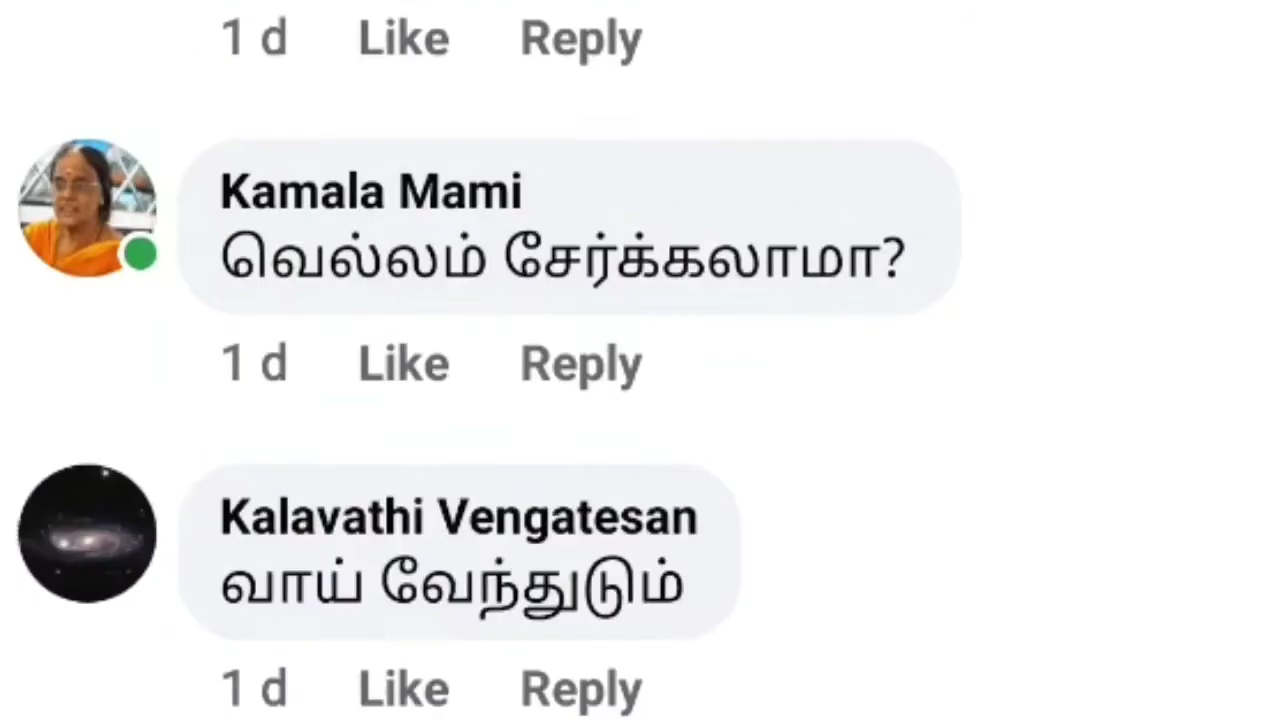 1 d Like Reply
Kamala Mami
வெல்லம் சேர்க்கலாமா?
1 d Like Reply
Kalavathi Vengatesan
வாய் வேந்துடும்
1 d Like Reply